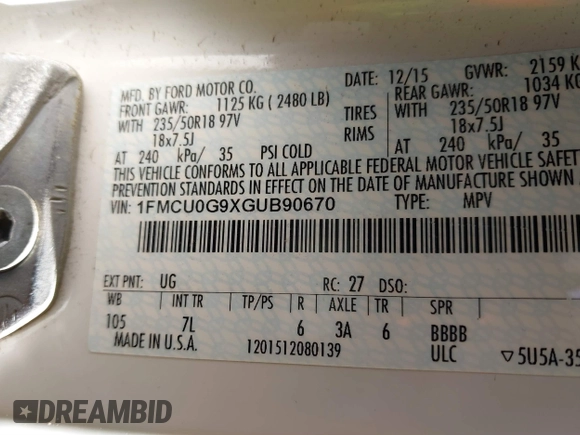 MFD. BY FORD MOTOR CO. DATE: 12/15 GVWR: 2159 K
FRONT GAWR: 1125 KG ( 2480 LB) REAR GAWR: 1034 KG
WITH 235/50R18 97V TIRES WITH 235/50R18 97V
18x7.5J RIMS 18x7.5J
AT 240 kPa/ 35 PSI COLD AT 240 kPa/ 35
THIS VEHICLE CONFORMS TO ALL APPLICABLE FEDERAL MOTOR VEHICLE SAFET
PREVENTION STANDARDS IN EFFECT ON THE DATE OF MANUFACTURE SHOWN
VIN: 1FMCU0G9XGUB90670 TYPE: MPV
EXT PNT: UG RC: 27 DSO:
WB INT TR TP/PS R AXLE TR SPR
105 7L 6 3A 6 BBBB
MADE IN U.S.A. 1201512080139 ULC ▽5U5A-35
DREAMBID